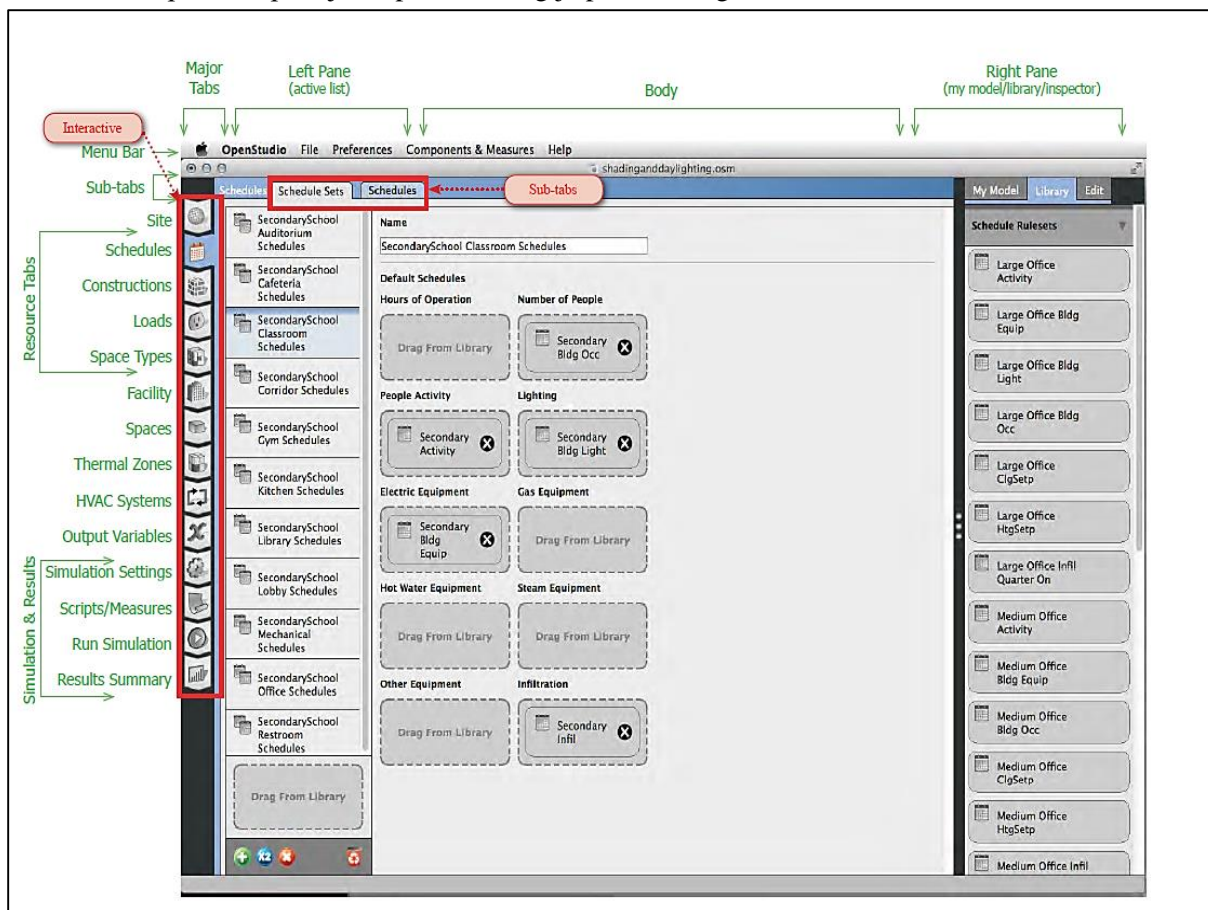 Major
Tabs
Left Pane
(active list)
Body
Right Pane
(my model/library/inspector)
Interactive
Menu Bar
OpenStudio File Preferences Components & Measures Help
shadinganddaylighting.osm
Sub-tabs
Schedules
Schedule Sets
Schedules
Sub-tabs
My Model
Library
Edit
Resource Tabs
Site
Schedules
Constructions
Loads
Space Types
Facility
Spaces
Thermal Zones
HVAC Systems
Output Variables
Simulation & Results
Simulation Settings
Scripts/Measures
Run Simulation
Results Summary
SecondarySchool
Auditorium
Schedules
SecondarySchool
Cafeteria
Schedules
SecondarySchool
Classroom
Schedules
SecondarySchool
Corridor Schedules
SecondarySchool
Gym Schedules
SecondarySchool
Kitchen Schedules
SecondarySchool
Library Schedules
SecondarySchool
Lobby Schedules
SecondarySchool
Mechanical
Schedules
SecondarySchool
Office Schedules
SecondarySchool
Restroom
Schedules
Drag From Library
x2
Name
SecondarySchool Classroom Schedules
Default Schedules
Hours of Operation
Number of People
Drag From Library
Secondary
Bldg Occ
People Activity
Lighting
Secondary
Activity
Secondary
Bldg Light
Electric Equipment
Gas Equipment
Secondary
Bldg
Equip
Drag From Library
Hot Water Equipment
Steam Equipment
Drag From Library
Drag From Library
Other Equipment
Infiltration
Drag From Library
Secondary
Infil
Schedule Rulesets
Large Office
Activity
Large Office Bldg
Equip
Large Office Bldg
Light
Large Office Bldg
Occ
Large Office
ClgSetp
Large Office
HtgSetp
Large Office Infil
Quarter On
Medium Office
Activity
Medium Office
Bldg Equip
Medium Office
Bldg Occ
Medium Office
ClgSetp
Medium Office
HtgSetp
Medium Office Infil